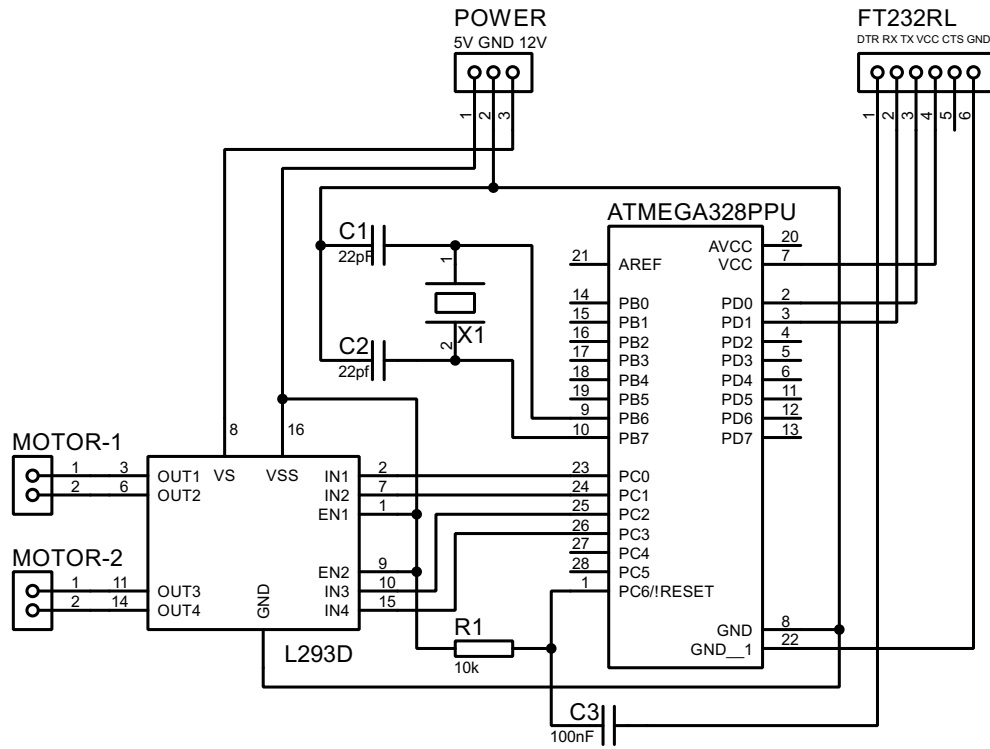 POWER
5V GND 12V
1 2 3
FT232RL
DTR RX TX VCC CTS GND
1 2 3 4 5 6
C1
22pF
1
X1
2
C2
22pf
ATMEGA328PPU
21 AREF
14 PB0
15 PB1
16 PB2
17 PB3
18 PB4
19 PB5
9 PB6
10 PB7
23 PC0
24 PC1
25 PC2
26 PC3
27 PC4
28 PC5
1 PC6/!RESET
AVCC 20
VCC 7
PD0 2
PD1 3
PD2 4
PD3 5
PD4 6
PD5 11
PD6 12
PD7 13
GND 8
GND__1 22
MOTOR-1
1 3
2 6
MOTOR-2
1 11
2 14
8 16
OUT1 VS VSS IN1 2
OUT2 IN2 7
EN1 1
EN2 9
OUT3 IN3 10
OUT4 GND IN4 15
L293D
R1
10k
C3
100nF